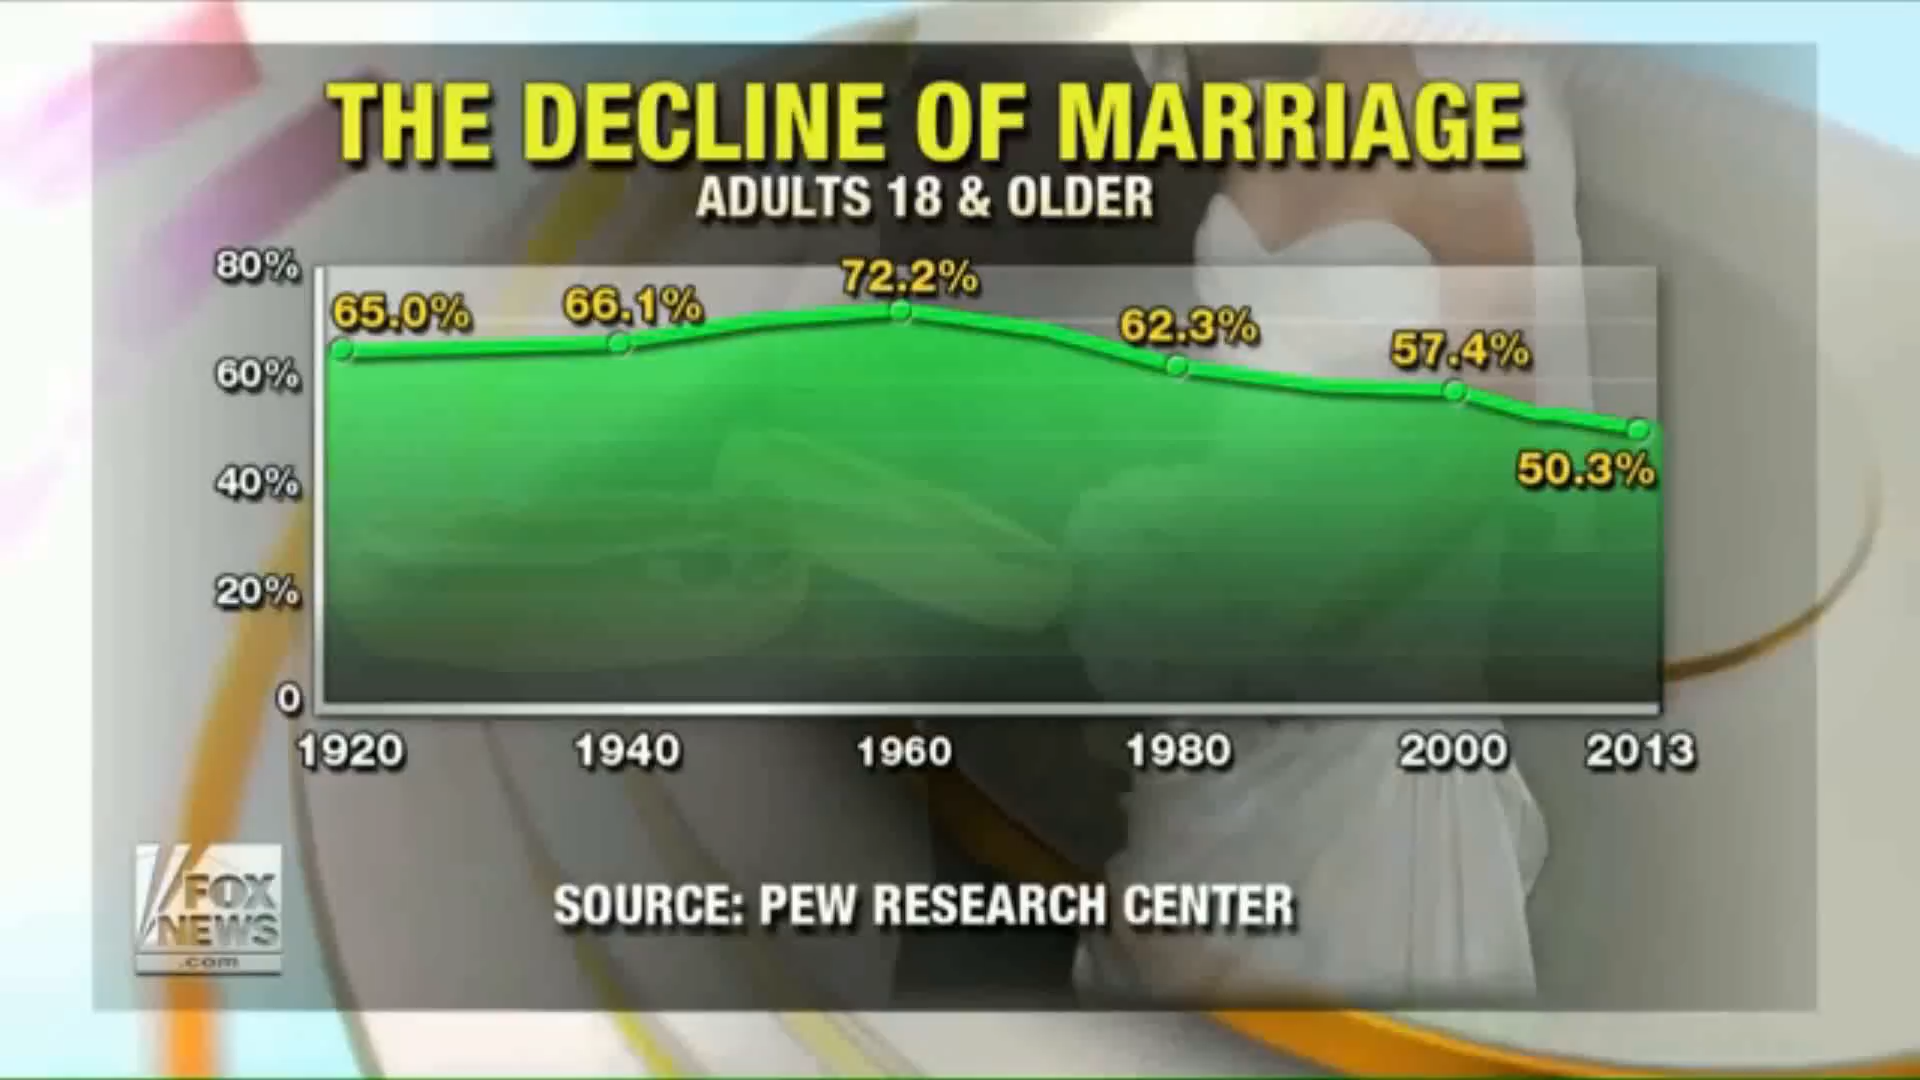 THE DECLINE OF MARRIAGE
ADULTS 18 & OLDER
80%
60%
40%
20%
0
65.0%
66.1%
72.2%
62.3%
57.4%
50.3%
1920 1940 1960 1980 2000 2013
SOURCE: PEW RESEARCH CENTER
FOX
NEWS
.com